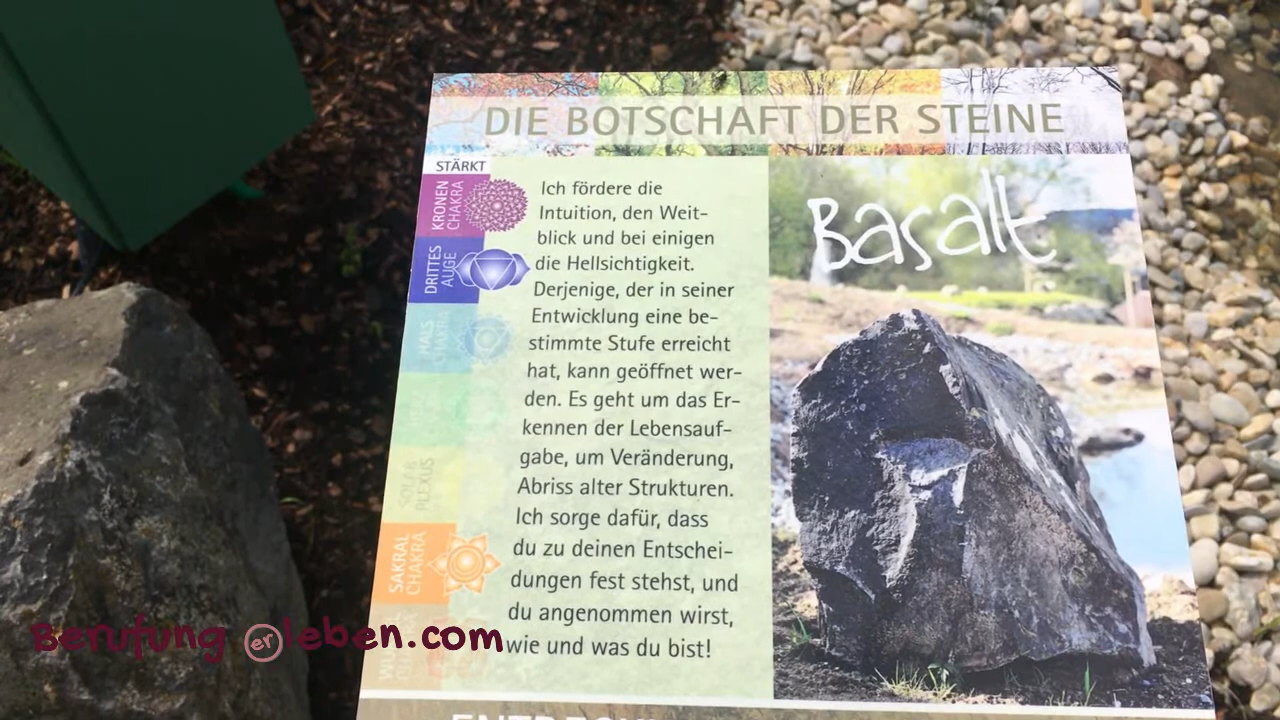 DIE BOTSCHAFT DER STEINE
STÄRKT
KRONEN
CHAKRA
DRITTES
AUGE
HALS
CHAKRA
SOLAR
PLEXUS
SAKRAL
CHAKRA
Ich fördere die
Intuition, den Weit-
blick und bei einigen
die Hellsichtigkeit.
Derjenige, der in seiner
Entwicklung eine be-
stimmte Stufe erreicht
hat, kann geöffnet wer-
den. Es geht um das Er-
kennen der Lebensauf-
gabe, um Veränderung,
Abriss alter Strukturen.
Ich sorge dafür, dass
du zu deinen Entschei-
dungen fest stehst, und
du angenommen wirst,
wie und was du bist!
Basalt
Berufung erleben.com